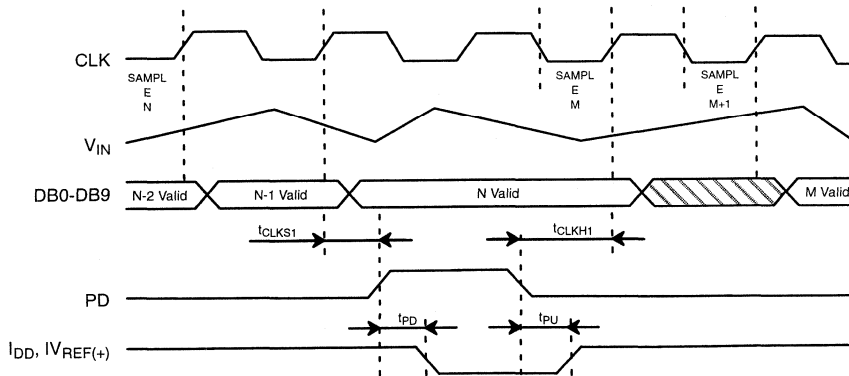 CLK
SAMPL
E
N
SAMPL
E
M
SAMPL
E
M+1
VIN
DB0-DB9
N-2 Valid
N-1 Valid
N Valid
M Valid
tCLKS1
tCLKH1
PD
tPD
tPU
IDD, IVREF(+)